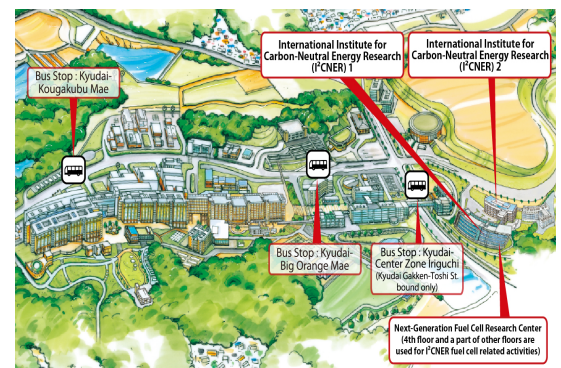 International Institute for
Carbon-Neutral Energy Research
(I²CNER) 1
International Institute for
Carbon-Neutral Energy Research
(I²CNER) 2
Bus Stop : Kyudai-
Kougakubu Mae
Bus Stop : Kyudai-
Big Orange Mae
Bus Stop : Kyudai-
Center Zone Iriguchi
(Kyudai Gakken-Toshi St.
bound only)
Next-Generation Fuel Cell Research Center
(4th floor and a part of other floors are
used for I²CNER fuel cell related activities)